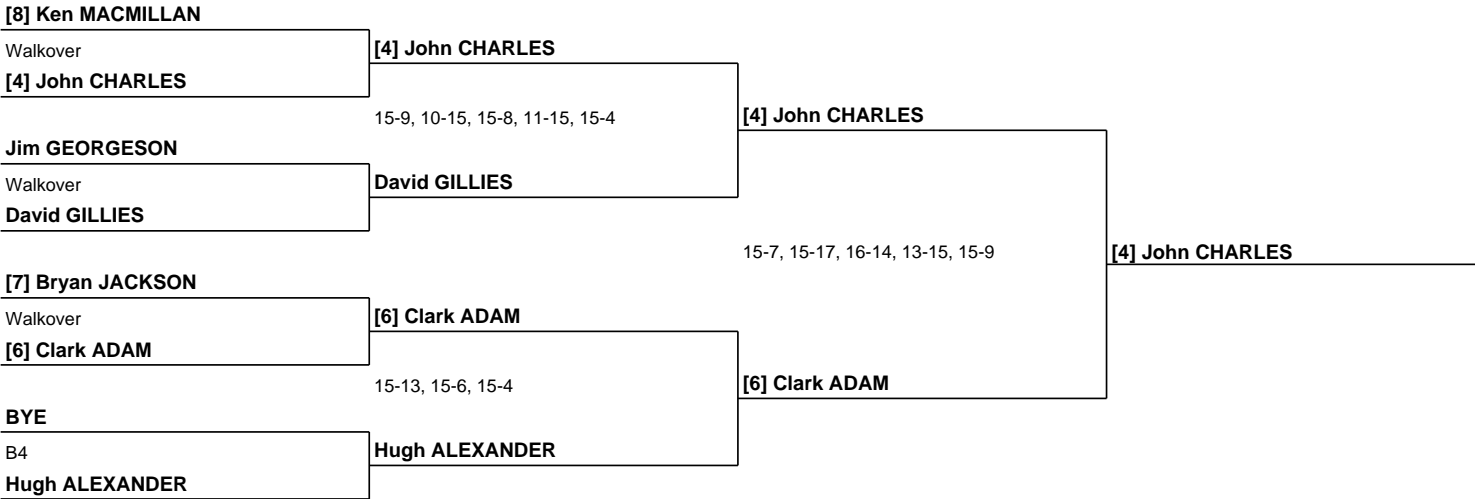 [8] Ken MACMILLAN
Walkover
[4] John CHARLES
[4] John CHARLES
15-9, 10-15, 15-8, 11-15, 15-4
[4] John CHARLES
Jim GEORGESON
Walkover
David GILLIES
David GILLIES
15-7, 15-17, 16-14, 13-15, 15-9
[4] John CHARLES
[7] Bryan JACKSON
Walkover
[6] Clark ADAM
[6] Clark ADAM
15-13, 15-6, 15-4
[6] Clark ADAM
BYE
B4
Hugh ALEXANDER
Hugh ALEXANDER